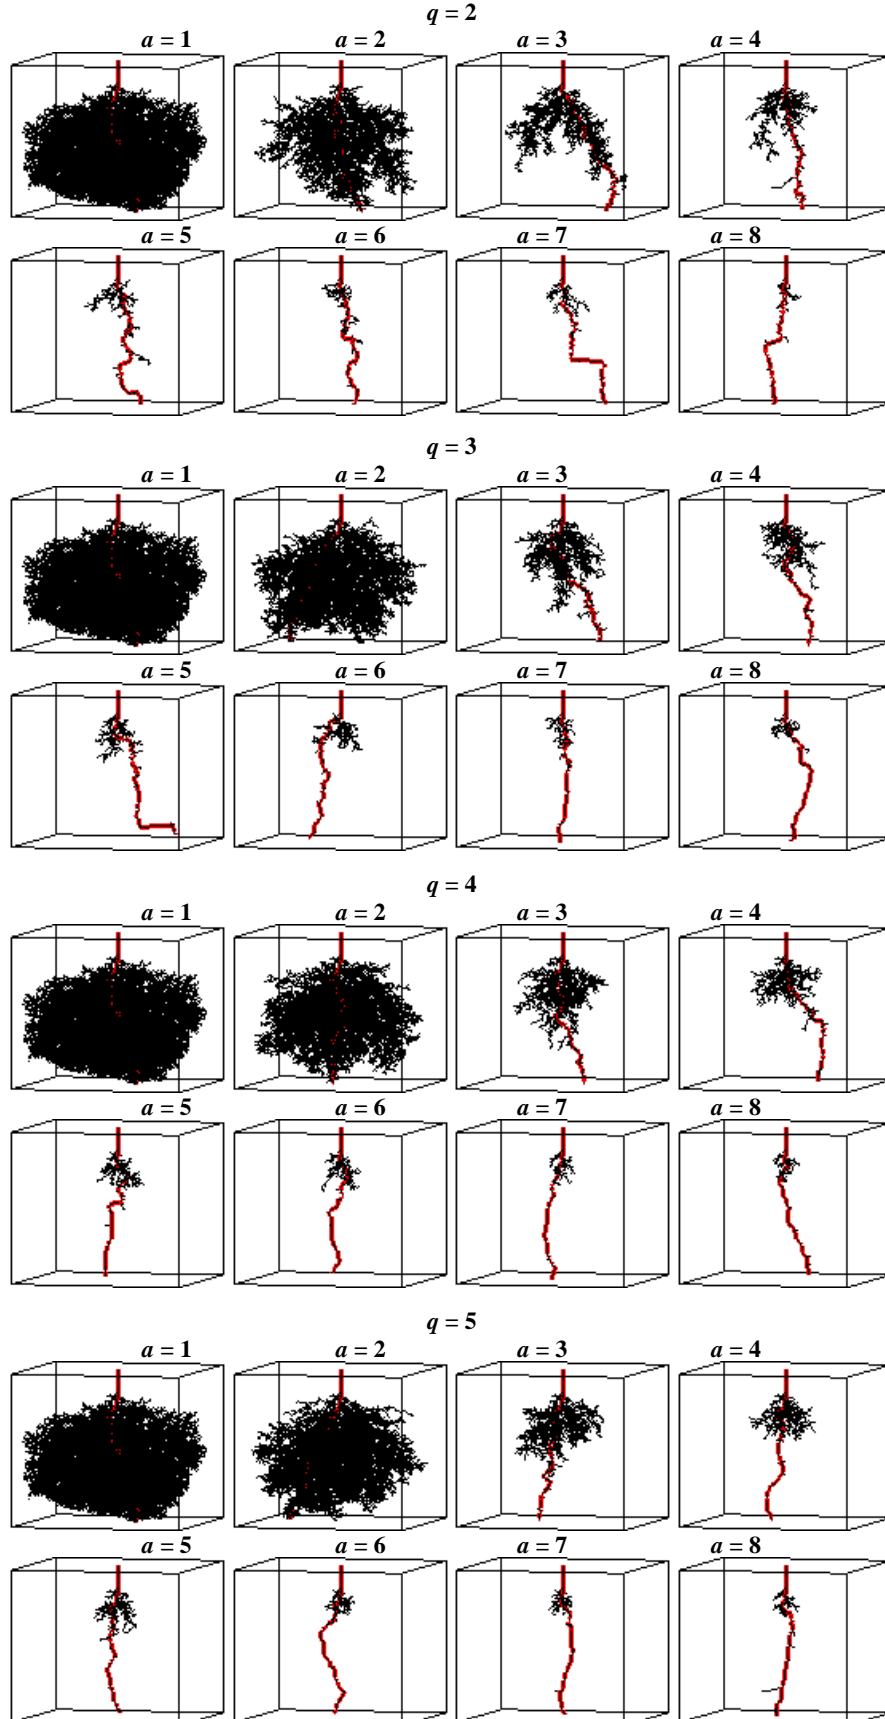 q = 2
a = 1 a = 2 a = 3 a = 4
a = 5 a = 6 a = 7 a = 8
q = 3
a = 1 a = 2 a = 3 a = 4
a = 5 a = 6 a = 7 a = 8
q = 4
a = 1 a = 2 a = 3 a = 4
a = 5 a = 6 a = 7 a = 8
q = 5
a = 1 a = 2 a = 3 a = 4
a = 5 a = 6 a = 7 a = 8